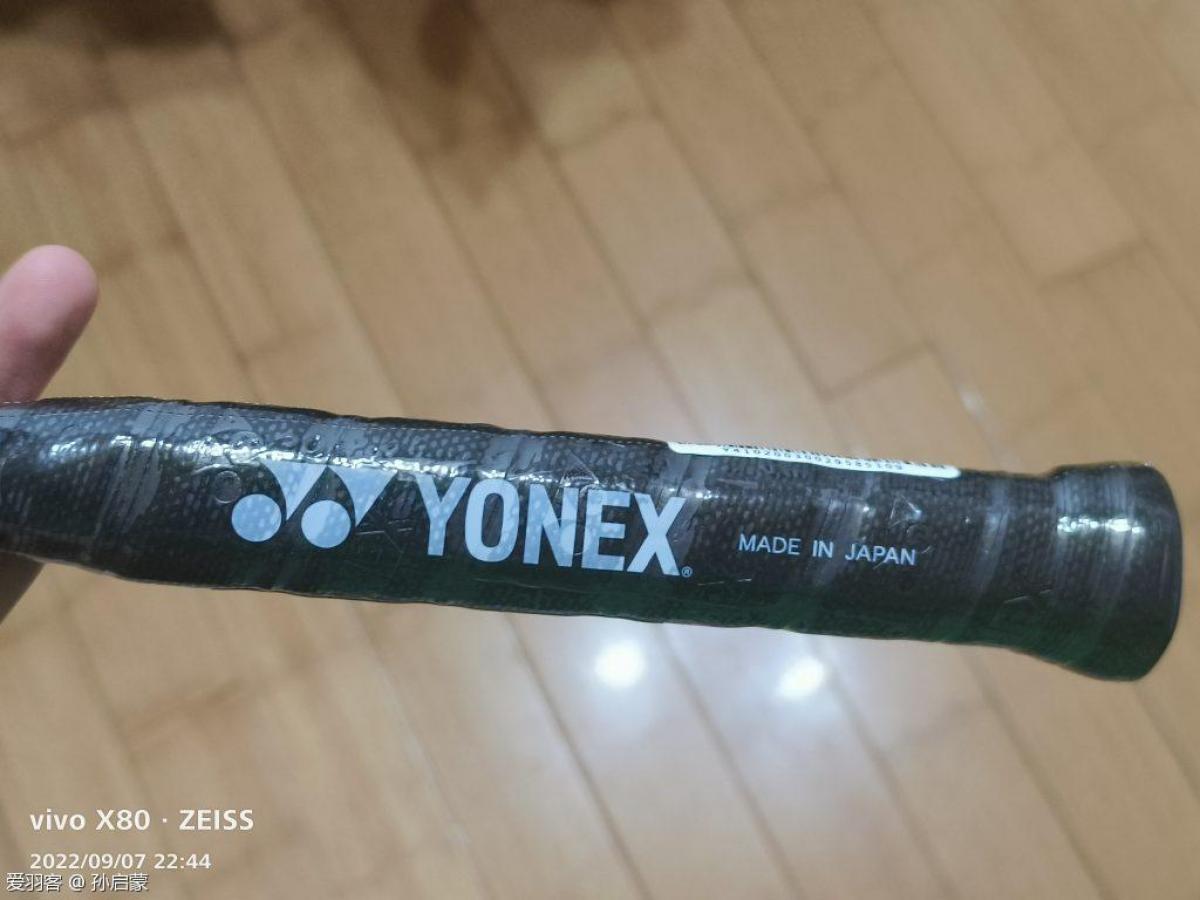 YONEX®
MADE IN JAPAN
vivo X80 · ZEISS
2022/09/07 22:44
爱羽客 @ 孙启蒙